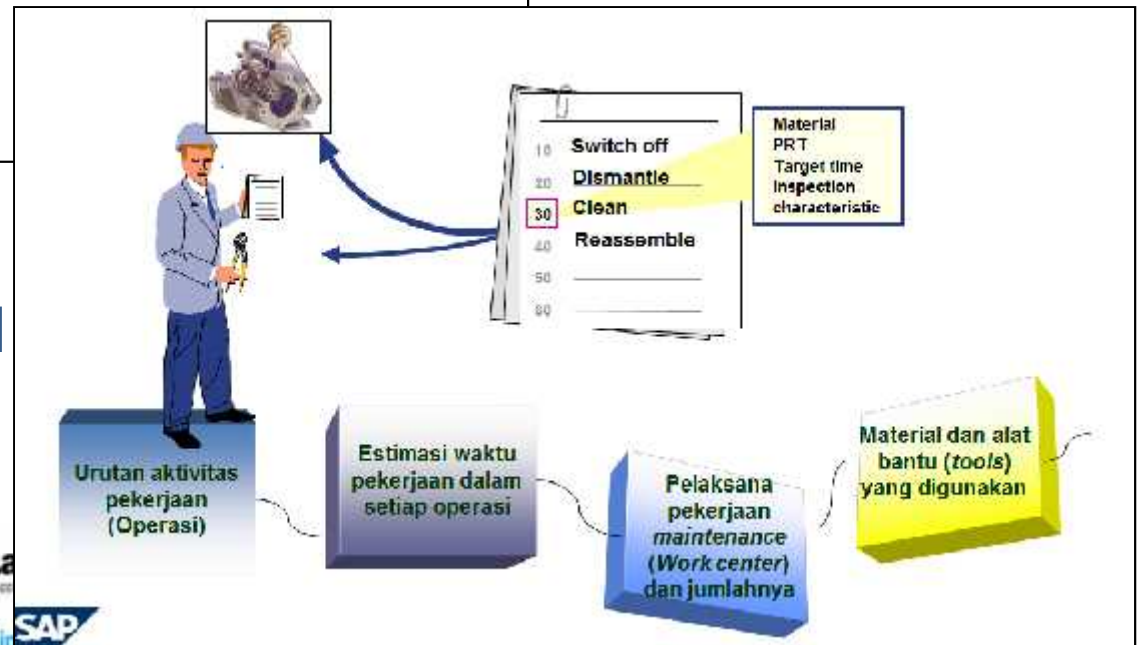 10 Switch off
20 Dismantle
30 Clean
40 Reassemble
50
60
Material
PRT
Target time
Inspection
characteristic
Urutan aktivitas
pekerjaan
(Operasi)
Estimasi waktu
pekerjaan dalam
setiap operasi
Pelaksana
pekerjaan
maintenance
(Work center)
dan jumlahnya
Material dan alat
bantu (tools)
yang digunakan
SAP